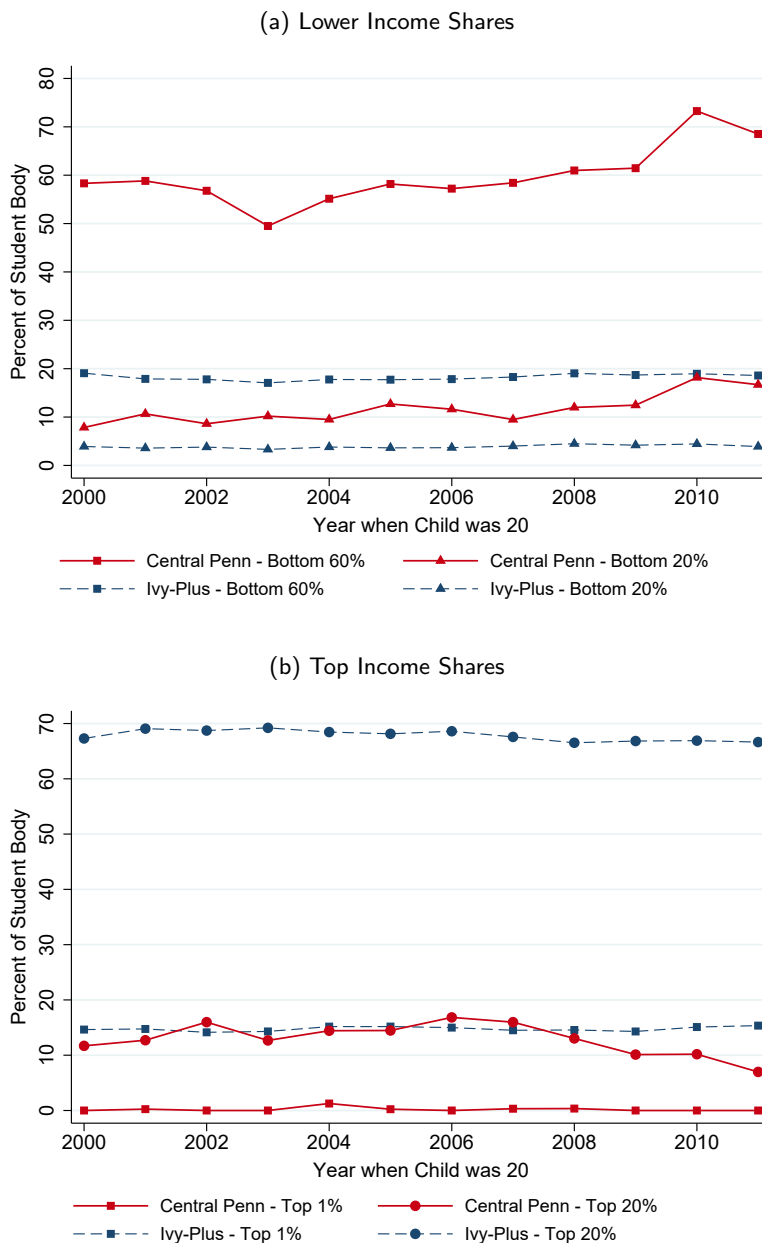 (a) Lower Income Shares
Percent of Student Body
80
70
60
50
40
30
20
10
0
2000 2002 2004 2006 2008 2010
Year when Child was 20
Central Penn - Bottom 60% Central Penn - Bottom 20%
Ivy-Plus - Bottom 60% Ivy-Plus - Bottom 20%
(b) Top Income Shares
Percent of Student Body
70
60
50
40
30
20
10
0
2000 2002 2004 2006 2008 2010
Year when Child was 20
Central Penn - Top 1% Central Penn - Top 20%
Ivy-Plus - Top 1% Ivy-Plus - Top 20%